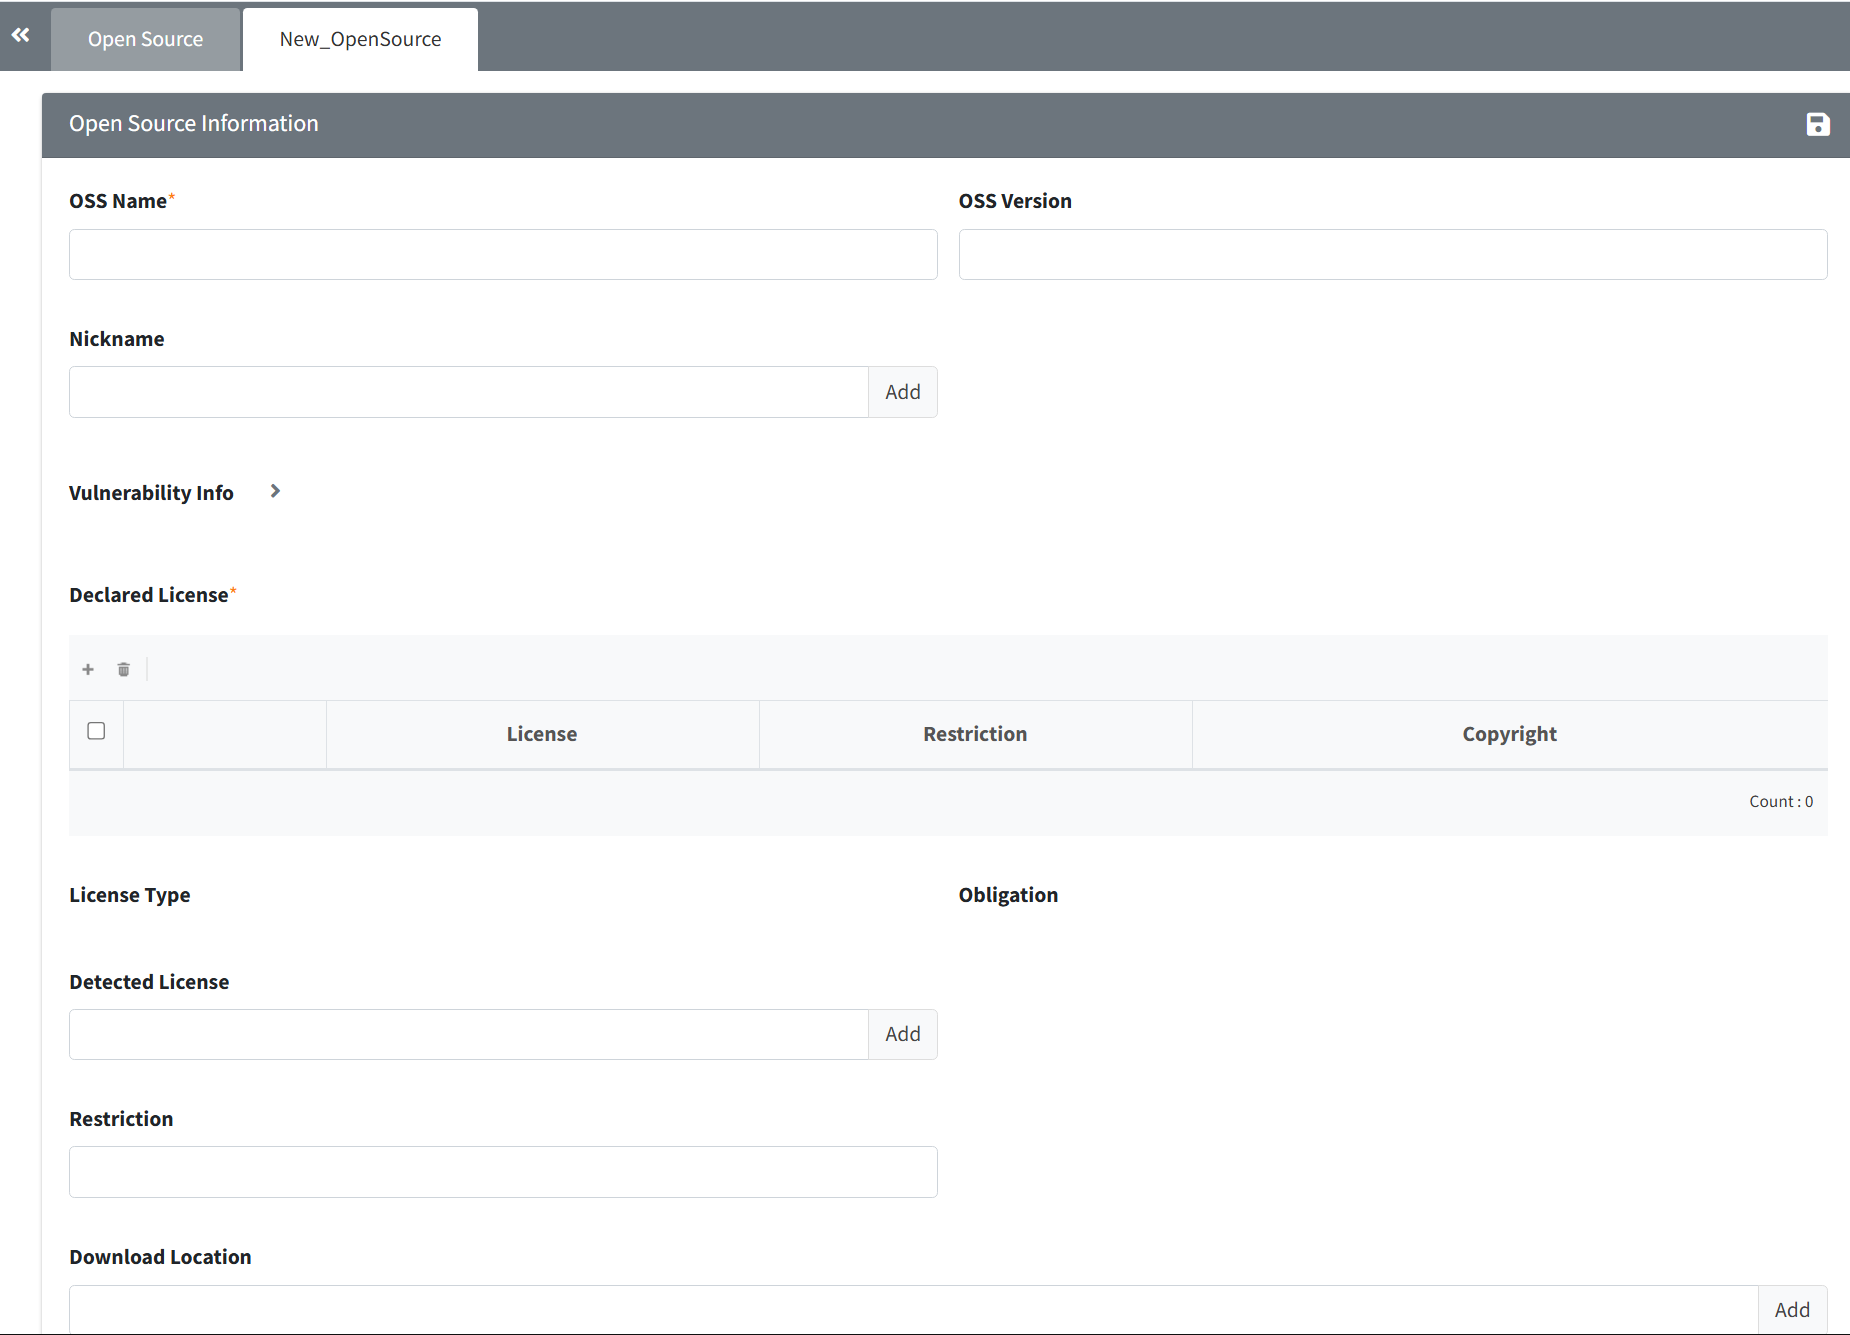 Open Source
New_OpenSource
Open Source Information
OSS Name*
OSS Version
Nickname
Add
Vulnerability Info
Declared License*
License
Restriction
Copyright
Count : 0
License Type
Obligation
Detected License
Add
Restriction
Download Location
Add